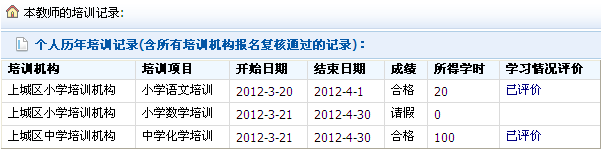 本教师的培训记录：
个人历年培训记录(含所有培训机构报名复核通过的记录)：
培训机构 培训项目 开始日期 结束日期 成绩 所得学时 学习情况评价
上城区小学培训机构 小学语文培训 2012-3-20 2012-4-1 合格 20 已评价
上城区小学培训机构 小学数学培训 2012-3-21 2012-4-30 请假 0
上城区中学培训机构 中学化学培训 2012-3-21 2012-4-30 合格 100 已评价